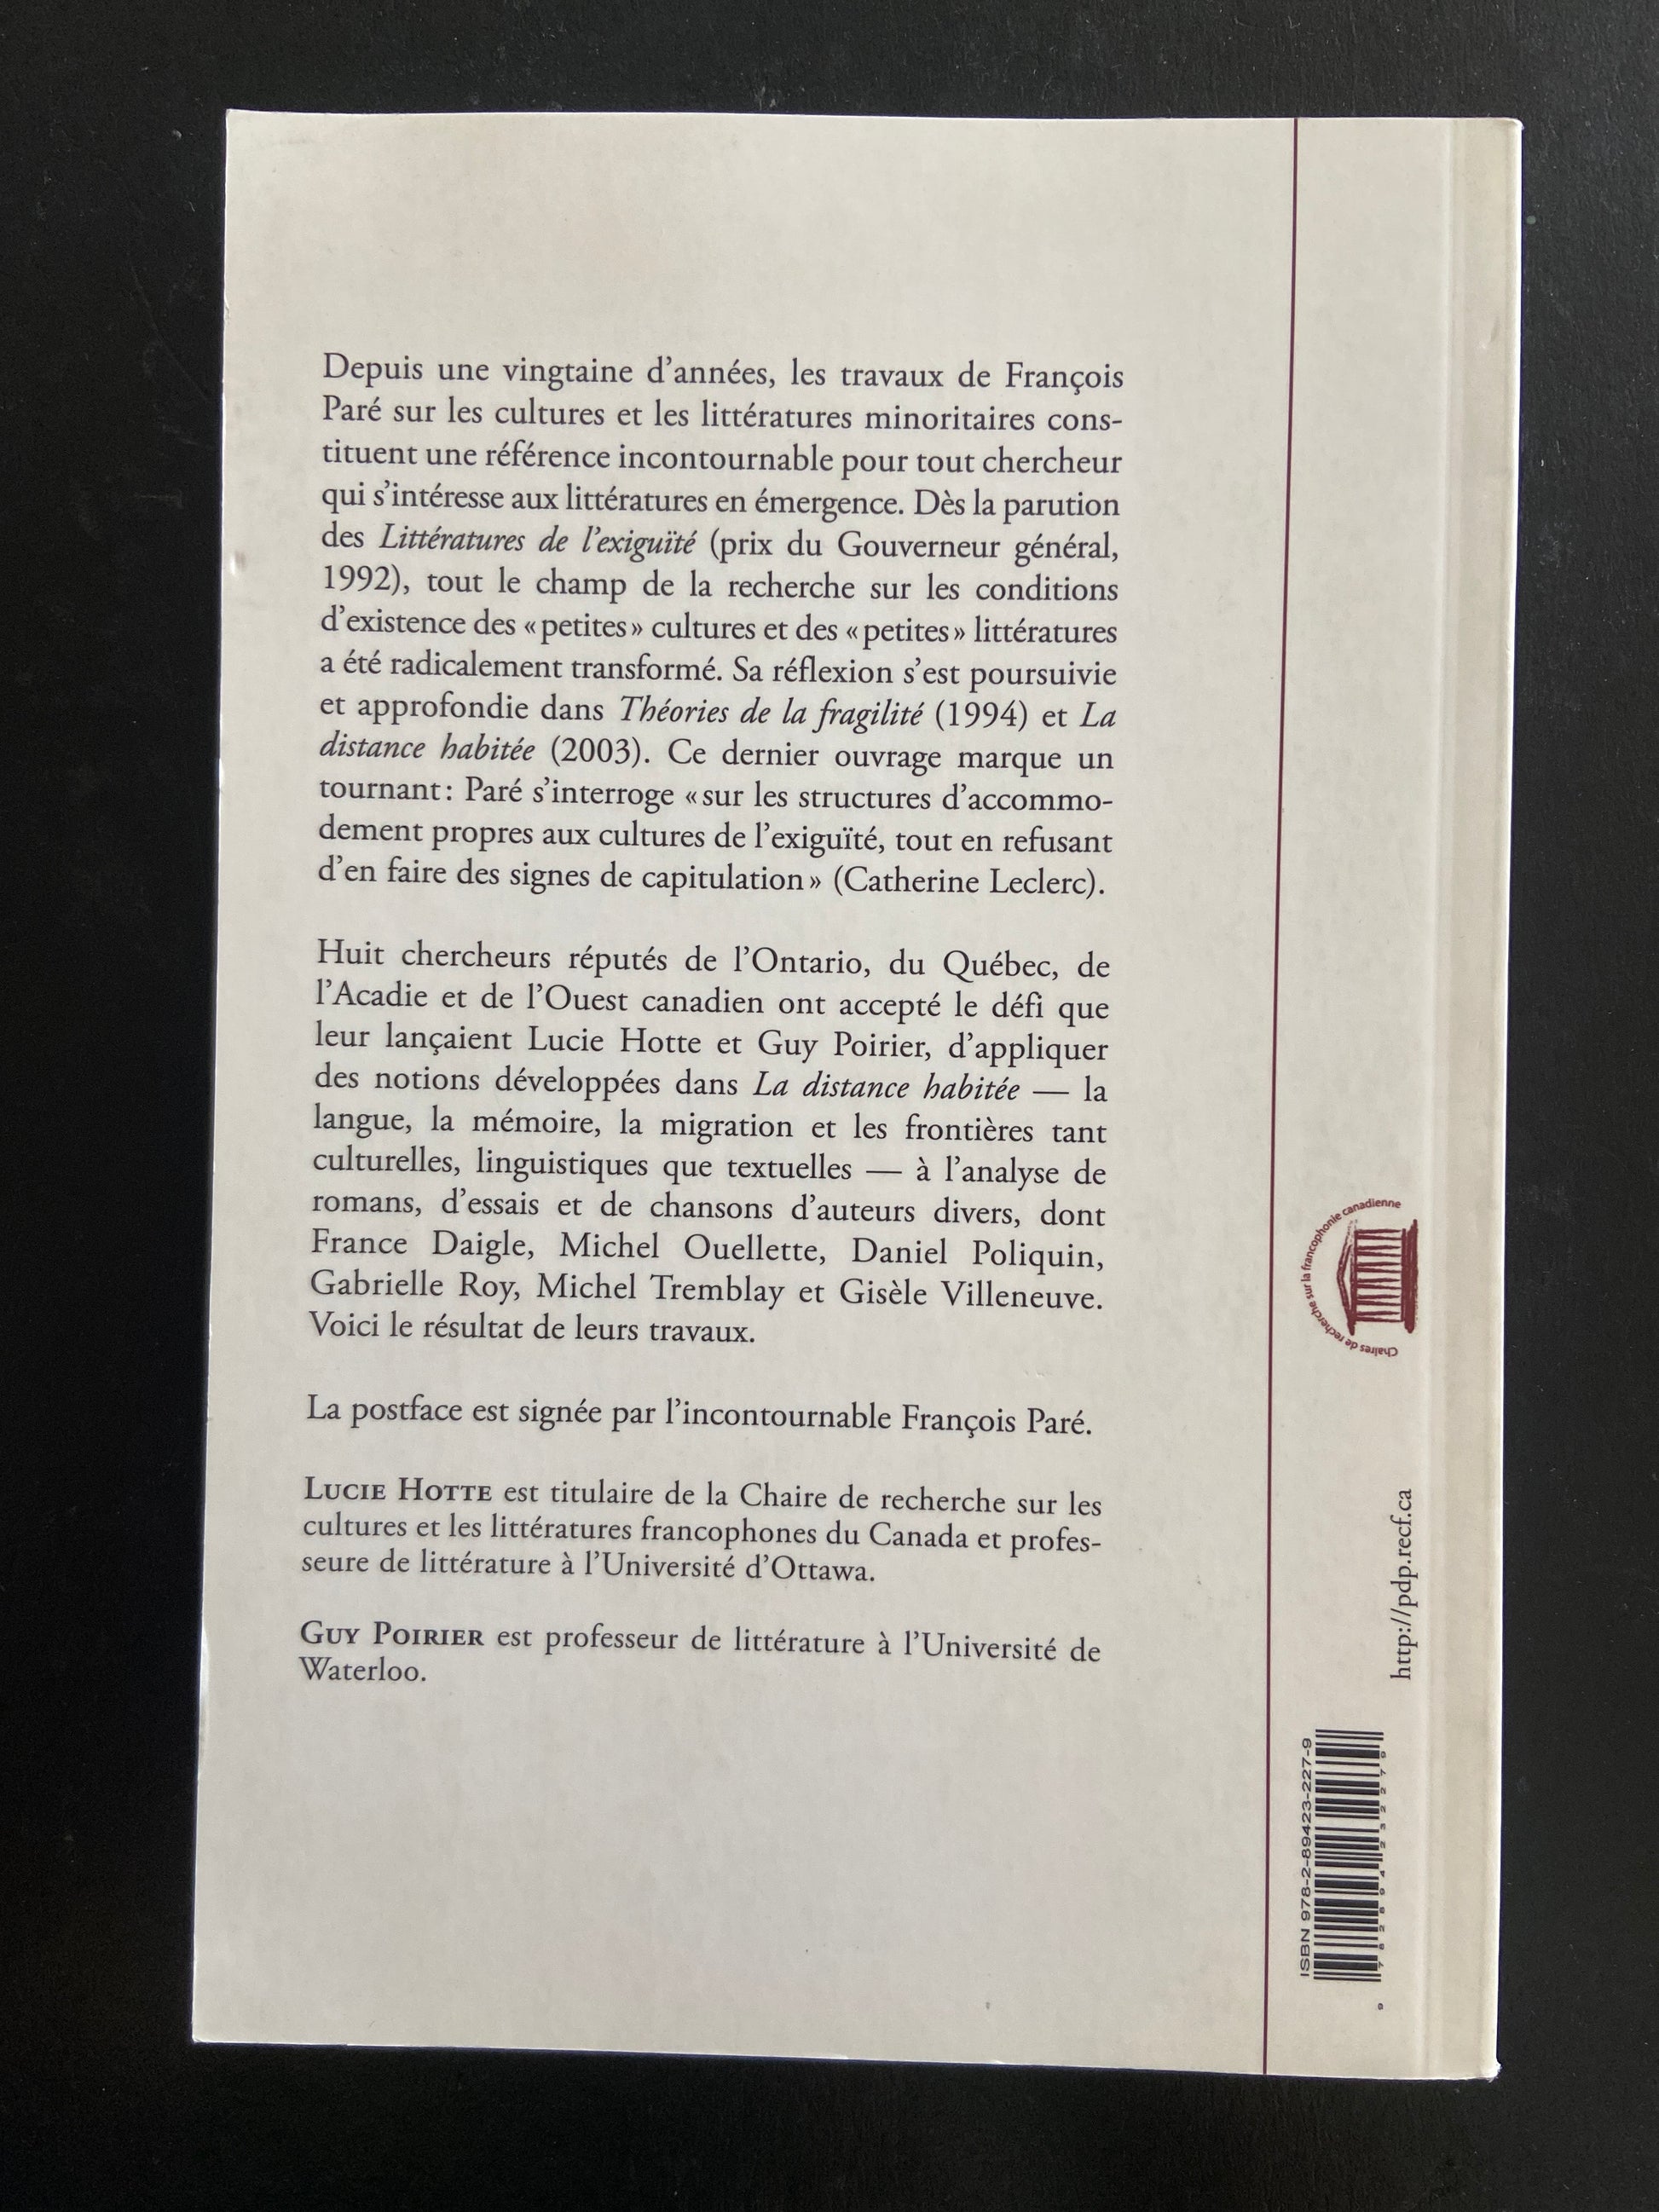 Depuis une vingtaine d'années, les travaux de François
Paré sur les cultures et les littératures minoritaires cons-
tituent une référence incontournable pour tout chercheur
qui s'intéresse aux littératures en émergence. Dès la parution
des Littératures de l'exiguïté (prix du Gouverneur général,
1992), tout le champ de la recherche sur les conditions
d'existence des « petites » cultures et des « petites » littératures
a été radicalement transformé. Sa réflexion s'est poursuivie
et approfondie dans Théories de la fragilité (1994) et La
distance habitée (2003). Ce dernier ouvrage marque un
tournant : Paré s'interroge « sur les structures d'accommo-
dement propres aux cultures de l'exiguïté, tout en refusant
d'en faire des signes de capitulation » (Catherine Leclerc).
Huit chercheurs réputés de l'Ontario, du Québec, de
l'Acadie et de l'Ouest canadien ont accepté le défi que
leur lançaient Lucie Hotte et Guy Poirier, d'appliquer
des notions développées dans La distance habitée — la
langue, la mémoire, la migration et les frontières tant
culturelles, linguistiques que textuelles — à l'analyse de
romans, d'essais et de chansons d'auteurs divers, dont
France Daigle, Michel Ouellette, Daniel Poliquin,
Gabrielle Roy, Michel Tremblay et Gisèle Villeneuve.
Voici le résultat de leurs travaux.
La postface est signée par l'incontournable François Paré.
LUCIE HOTTE est titulaire de la Chaire de recherche sur les
cultures et les littératures francophones du Canada et profes-
seure de littérature à l'Université d'Ottawa.
GUY POIRIER est professeur de littérature à l'Université de
Waterloo.
Chaires de recherche sur la francophonie canadienne
http://pdp.recf.ca
ISBN 978-2-89423-227-9
9 782894 232279